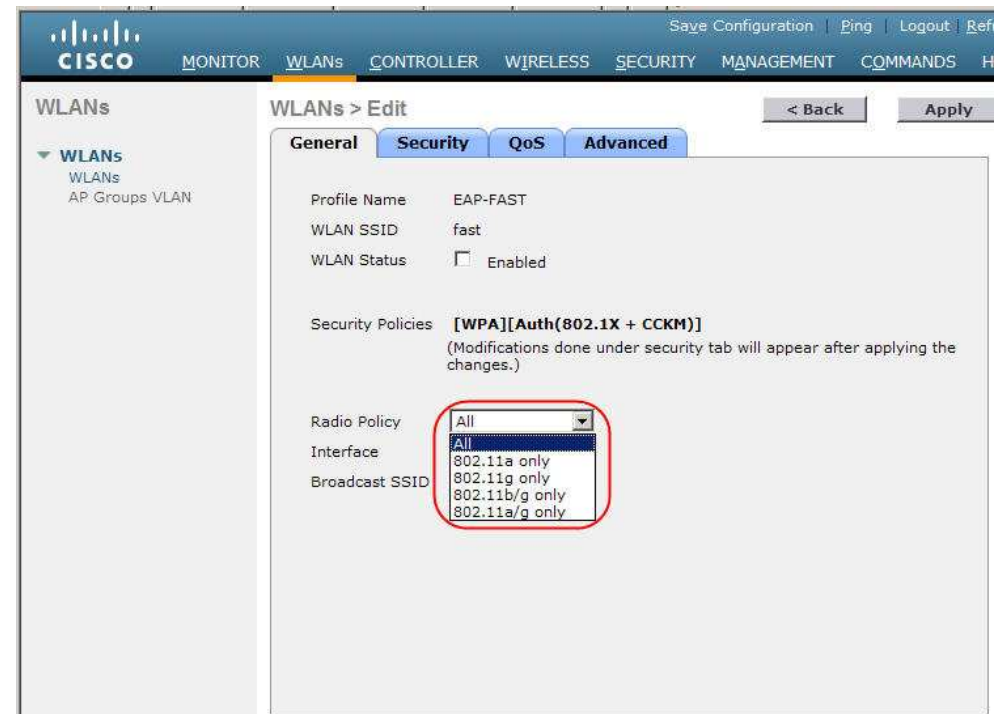 Save Configuration | Ping | Logout | Refr
CISCO MONITOR WLANs CONTROLLER WIRELESS SECURITY MANAGEMENT COMMANDS H
WLANs
WLANs > Edit
< Back
Apply
WLANs
WLANs
AP Groups VLAN
General Security QoS Advanced
Profile Name EAP-FAST
WLAN SSID fast
WLAN Status Enabled
Security Policies [WPA][Auth(802.1X + CCKM)]
(Modifications done under security tab will appear after applying the
changes.)
Radio Policy All
Interface
Broadcast SSID
All
802.11a only
802.11g only
802.11b/g only
802.11a/g only